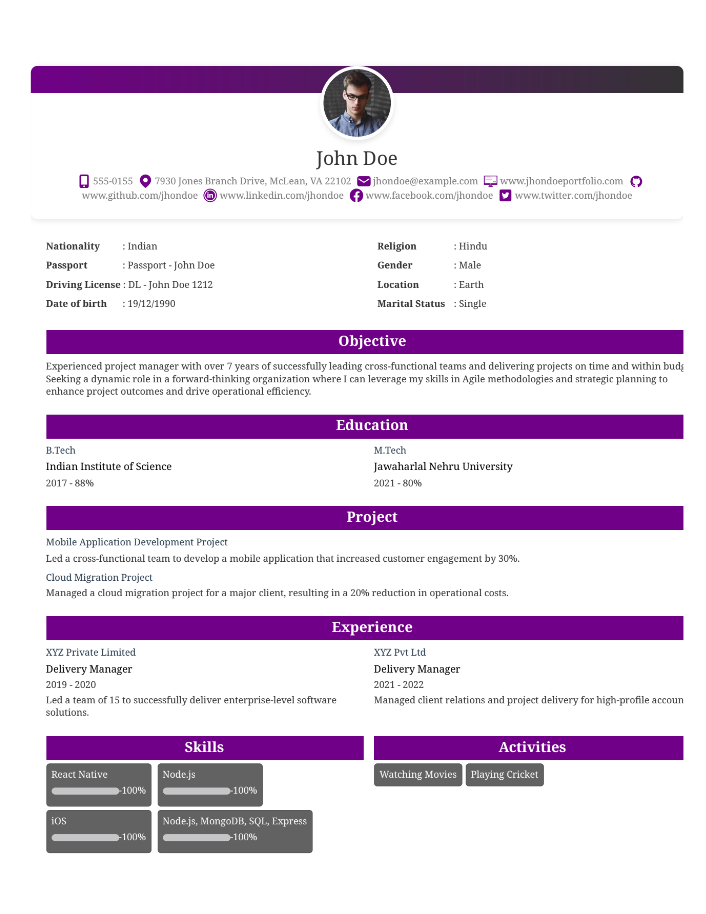 John Doe
555-0155 7930 Jones Branch Drive, McLean, VA 22102 jhondoe@example.com www.jhondoeportfolio.com
www.github.com/jhondoe www.linkedin.com/jhondoe www.facebook.com/jhondoe www.twitter.com/jhondoe
Nationality : Indian
Religion : Hindu
Passport : Passport - John Doe
Gender : Male
Driving License : DL - John Doe 1212
Location : Earth
Date of birth : 19/12/1990
Marital Status : Single
Objective
Experienced project manager with over 7 years of successfully leading cross-functional teams and delivering projects on time and within budg
Seeking a dynamic role in a forward-thinking organization where I can leverage my skills in Agile methodologies and strategic planning to
enhance project outcomes and drive operational efficiency.
Education
B.Tech
Indian Institute of Science
2017 - 88%
M.Tech
Jawaharlal Nehru University
2021 - 80%
Project
Mobile Application Development Project
Led a cross-functional team to develop a mobile application that increased customer engagement by 30%.
Cloud Migration Project
Managed a cloud migration project for a major client, resulting in a 20% reduction in operational costs.
Experience
XYZ Private Limited
Delivery Manager
2019 - 2020
Led a team of 15 to successfully deliver enterprise-level software
solutions.
XYZ Pvt Ltd
Delivery Manager
2021 - 2022
Managed client relations and project delivery for high-profile accoun
Skills
React Native
-100%
Node.js
-100%
iOS
-100%
Node.js, MongoDB, SQL, Express
-100%
Activities
Watching Movies
Playing Cricket